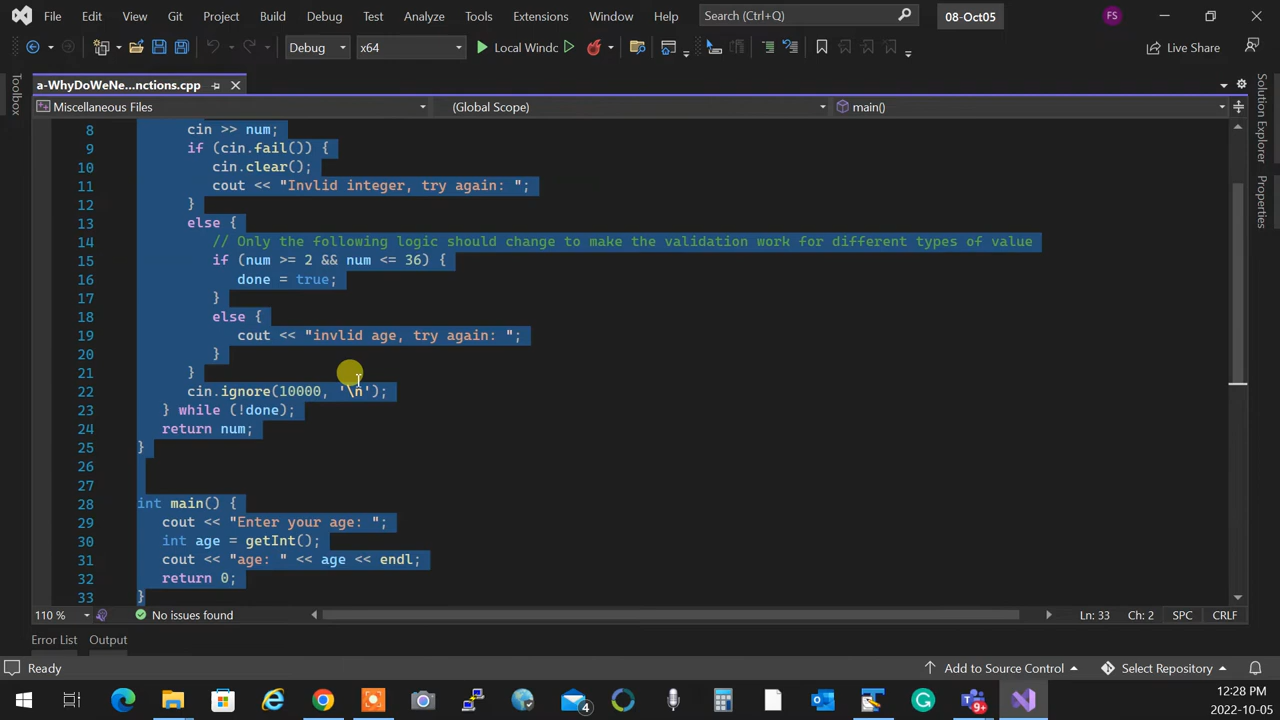 File Edit View Git Project Build Debug Test Analyze Tools Extensions Window Help Search (Ctrl+Q) 08-Oct05 FS
Debug x64 Local Windc Live Share
a-WhyDoWeNe...nctions.cpp
Miscellaneous Files (Global Scope) main()
Toolbox
8 cin >> num;
9 if (cin.fail()) {
10 cin.clear();
11 cout << "Invlid integer, try again: ";
12 }
13 else {
14 // Only the following logic should change to make the validation work for different types of value
15 if (num >= 2 && num <= 36) {
16 done = true;
17 }
18 else {
19 cout << "invlid age, try again: ";
20 }
21 }
22 cin.ignore(10000, '\n');
23 } while (!done);
24 return num;
25 }
26
27
28 int main() {
29 cout << "Enter your age: ";
30 int age = getInt();
31 cout << "age: " << age << endl;
32 return 0;
33 }
Solution Explorer
Properties
110 % No issues found Ln: 33 Ch: 2 SPC CRLF
Error List Output
Ready Add to Source Control Select Repository
4 9+ 12:28 PM
2022-10-05